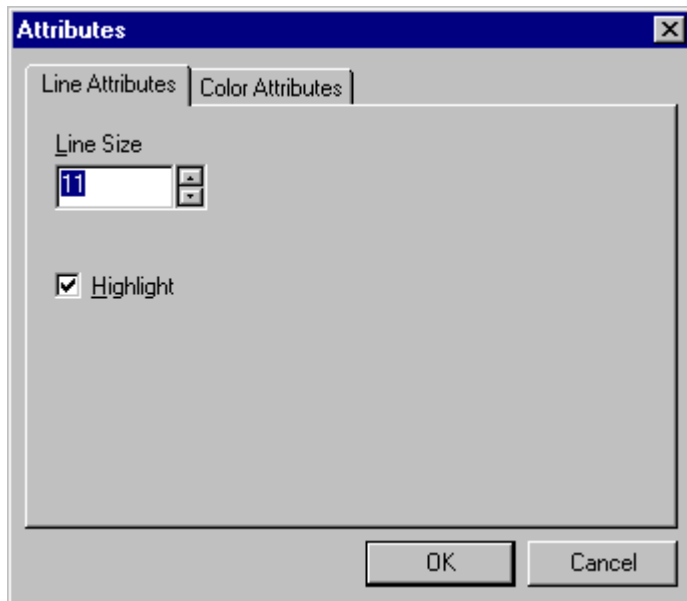 Attributes
Line Attributes Color Attributes
Line Size
11
Highlight
OK Cancel